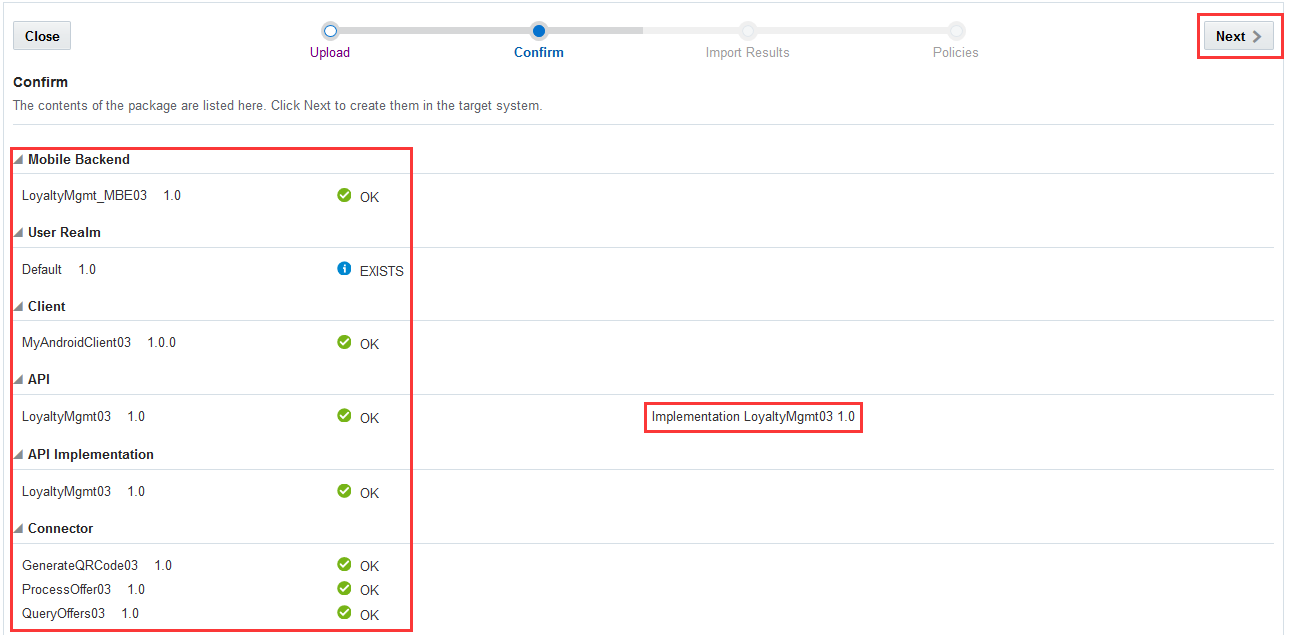 Close
Upload
Confirm
Import Results
Policies
Next
Confirm
The contents of the package are listed here. Click Next to create them in the target system.
Mobile Backend
LoyaltyMgmt_MBE03 1.0 OK
User Realm
Default 1.0 EXISTS
Client
MyAndroidClient03 1.0.0 OK
API
LoyaltyMgmt03 1.0 OK Implementation LoyaltyMgmt03 1.0
API Implementation
LoyaltyMgmt03 1.0 OK
Connector
GenerateQRCode03 1.0 OK
ProcessOffer03 1.0 OK
QueryOffers03 1.0 OK